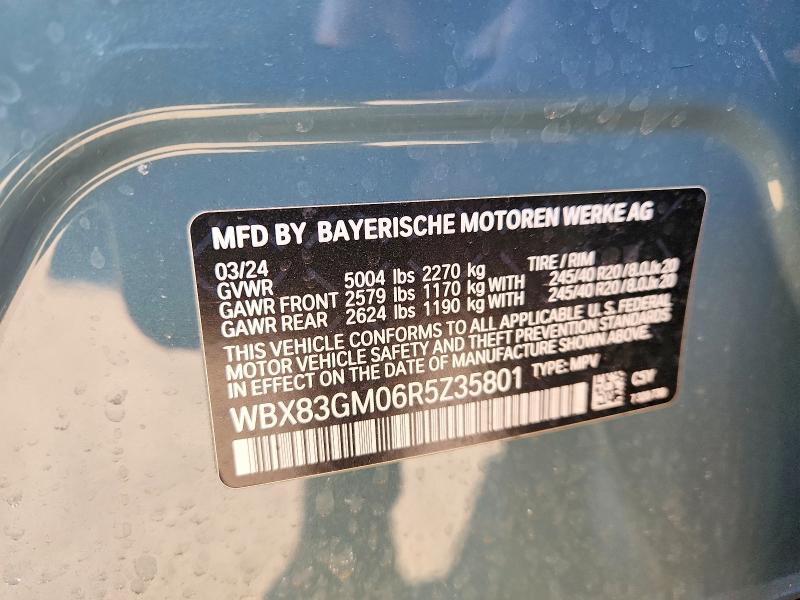 MFD BY BAYERISCHE MOTOREN WERKE AG
03/24
GVWR 5004 lbs 2270 kg TIRE / RIM
GAWR FRONT 2579 lbs 1170 kg WITH 245/40 R20 / 8.0Jx20
GAWR REAR 2624 lbs 1190 kg WITH 245/40 R20 / 8.0Jx20
THIS VEHICLE CONFORMS TO ALL APPLICABLE U.S. FEDERAL
MOTOR VEHICLE SAFETY AND THEFT PREVENTION STANDARDS
IN EFFECT ON THE DATE OF MANUFACTURE SHOWN ABOVE.
WBX83GM06R5Z35801 TYPE: MPV